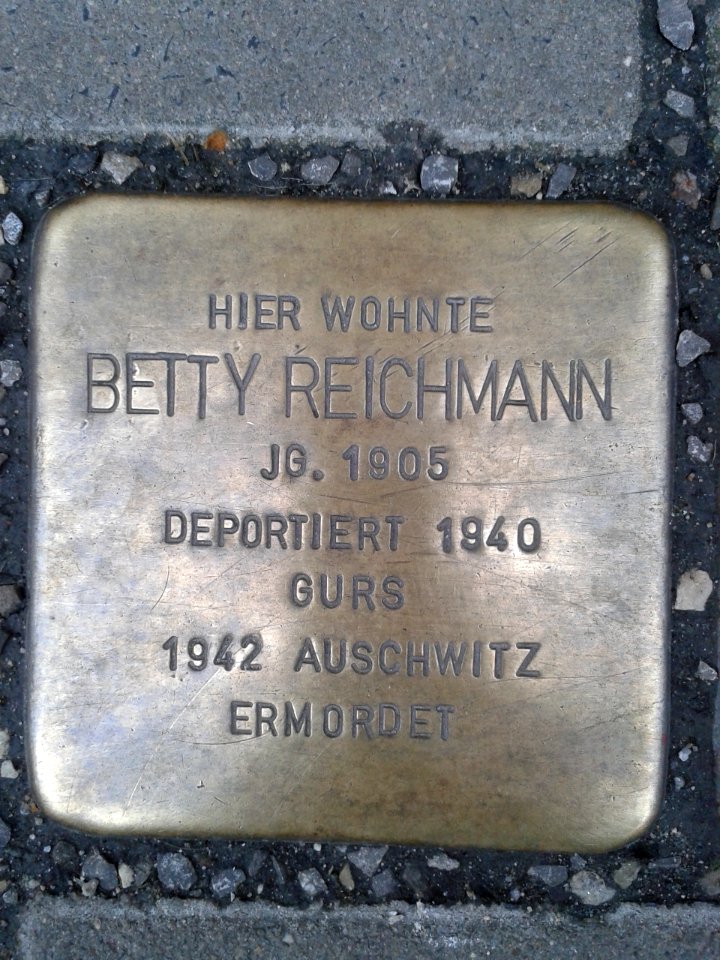 HIER WOHNTE
BETTY REICHMANN
JG. 1905
DEPORTIERT 1940
GURS
1942 AUSCHWITZ
ERMORDET